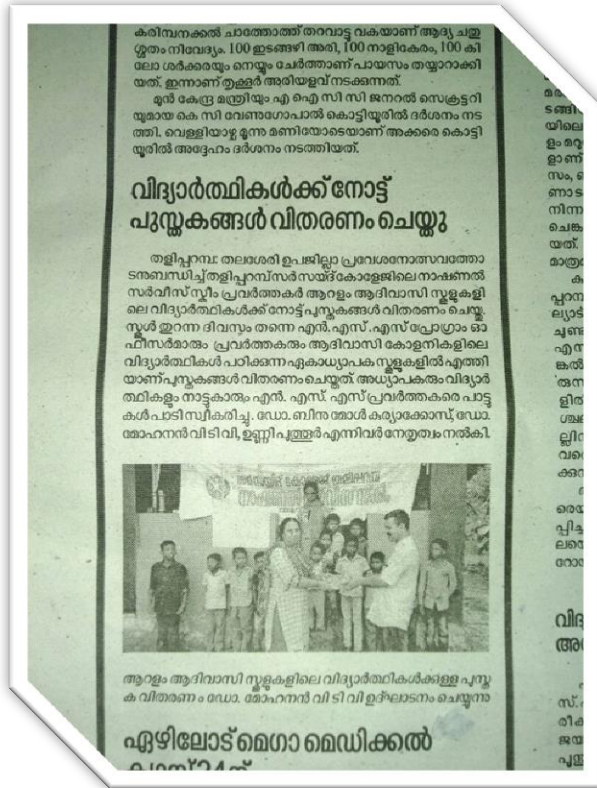 കരിമ്പനക്കൽ ചാത്തോത്ത് തറവാട്ടു വകയാണ് ആദ്യ ചതു
ശ്ശതം നിവേദ്യം. 100 ഇടങ്ങഴി അരി, 100 നാളികേരം, 100 കി
ലോ ശർക്കരയും നെയ്യും ചേർത്താണ് പായസം തയ്യാറാക്കി
യത്. ഇന്നാണ് തൃക്കൂർ അരിയളവ് നടക്കുന്നത്.
മുൻ കേന്ദ്ര മന്ത്രിയും എ ഐ സി സി ജനറൽ സെക്രട്ടറി
യുമായ കെ സി വേണുഗോപാൽ കൊട്ടിയൂരിൽ ദർശനം നട
ത്തി. വെള്ളിയാഴ്ച മൂന്നു മണിയോടെയാണ് അക്കരെ കൊട്ടി
യൂരിൽ അദ്ദേഹം ദർശനം നടത്തിയത്.
വിദ്യാർത്ഥികൾക്ക് നോട്ട്
പുസ്തകങ്ങൾ വിതരണം ചെയ്തു
തളിപ്പറമ്പ: തലശേരി ഉപജില്ലാ പ്രവേശനോത്സവത്തോ
ടനുബന്ധിച്ച് തളിപ്പറമ്പ് സർ സയ്ദ് കോളേജിലെ നാഷണൽ
സർവീസ് സ്കീം പ്രവർത്തകർ ആറളം ആദിവാസി സ്കൂളുകളി
ലെ വിദ്യാർത്ഥികൾക്ക് നോട്ട് പുസ്തകങ്ങൾ വിതരണം ചെയ്തു.
സ്കൂൾ തുറന്ന ദിവസം തന്നെ എൻ. എസ് .എസ് പ്രോഗ്രാം ഓ
ഫീസർമാരും പ്രവർത്തകരും ആദിവാസി കോളനികളിലെ
വിദ്യാർത്ഥികൾ പഠിക്കുന്ന ഏകാധ്യാപക സ്കൂളുകളിൽ എത്തി
യാണ് പുസ്തകങ്ങൾ വിതരണം ചെയ്തത്. അധ്യാപകരും വിദ്യാർ
ത്ഥികളും നാട്ടുകാരും എൻ. എസ്. എസ് പ്രവർത്തകരെ പാട്ടു
കൾ പാടി സ്വീകരിച്ചു. ഡോ. ബിനു മോൾ കുര്യാക്കോസ്, ഡോ.
മോഹനൻ വി ടി വി, ഉണ്ണി പുത്തൂർ എന്നിവർ നേതൃത്വം നൽകി.
ആറളം ആദിവാസി സ്കൂളുകളിലെ വിദ്യാർത്ഥികൾക്കുള്ള പുസ്ത
ക വിതരണം ഡോ. മോഹനൻ വി ടി വി ഉദ്ഘാടനം ചെയ്യുന്നു
ഏഴിലോട് മെഗാ മെഡിക്കൽ